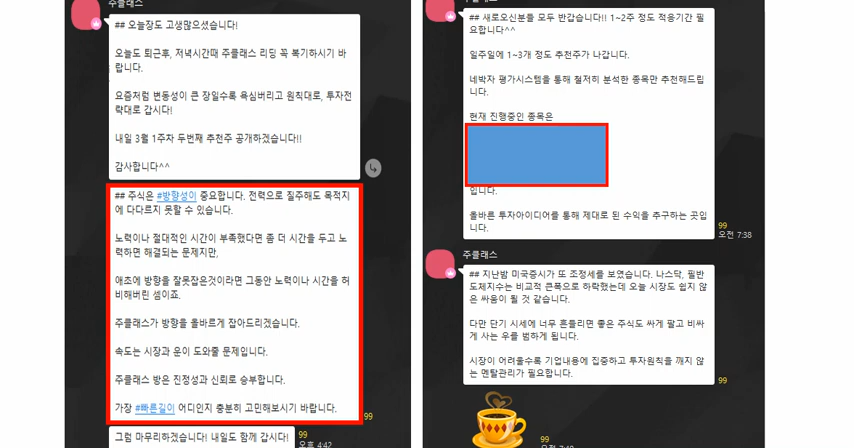 주클래스
## 오늘장도 고생많으셨습니다!
오늘도 퇴근후, 저녁시간때 주클래스 리딩 꼭 복기하시기 바
랍니다.
요즘처럼 변동성이 큰 장일수록 욕심버리고 원칙대로, 투자전
략대로 갑시다!
내일 3월 1주차 두번째 추천주 공개하겠습니다!!
감사합니다^^
## 주식은 #방향성이 중요합니다. 전력으로 질주해도 목적지
에 다다르지 못할 수 있습니다.
노력이나 절대적인 시간이 부족했다면 좀 더 시간을 두고 노
력하면 해결되는 문제지만,
애초에 방향을 잘못잡은것이라면 그동안 노력이나 시간을 허
비해버린 셈이죠.
주클래스가 방향을 올바르게 잡아드리겠습니다.
속도는 시장과 운이 도와줄 문제입니다.
주클래스 방은 진정성과 신뢰로 승부합니다.
가장 #빠른길이 어디인지 충분히 고민해보시기 바랍니다.
99
그럼 마무리하겠습니다! 내일도 함께 갑시다!
99
오후 4:42
## 새로오신분들 모두 반갑습니다!! 1~2주 정도 적응기간 필
요합니다^^
일주일에 1~3개 정도 추천주가 나갑니다.
네박자 평가시스템을 통해 철저히 분석한 종목만 추천해드립
니다.
현재 진행중인 종목은
입니다.
올바른 투자아이디어를 통해 제대로 된 수익을 추구하는 곳입
니다.
99
오전 7:38
주클래스
## 지난밤 미국증시가 또 조정세를 보였습니다. 나스닥, 필반
도체지수는 비교적 큰폭으로 하락했는데 오늘 시장도 쉽지 않
은 싸움이 될 것 같습니다.
다만 단기 시세에 너무 흔들리면 좋은 주식도 싸게 팔고 비싸
게 사는 우를 범하게 됩니다.
시장이 어려울수록 기업내용에 집중하고 투자원칙을 깨지 않
는 멘탈관리가 필요합니다.
99
99